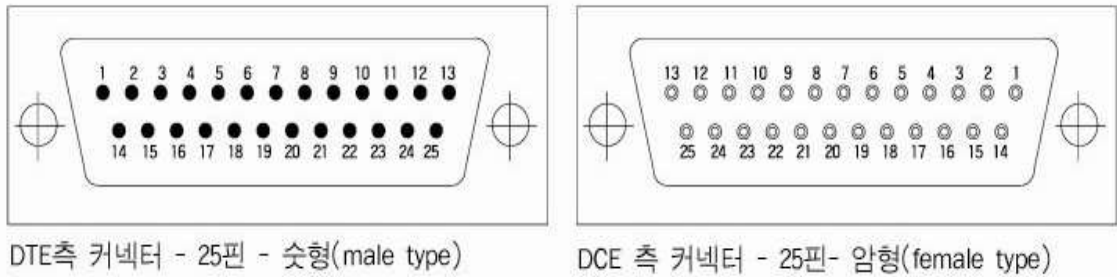 1 2 3 4 5 6 7 8 9 10 11 12 13
14 15 16 17 18 19 20 21 22 23 24 25
DTE측 커넥터 - 25핀 - 숫형(male type)
13 12 11 10 9 8 7 6 5 4 3 2 1
25 24 23 22 21 20 19 18 17 16 15 14
DCE 측 커넥터 - 25핀- 암형(female type)